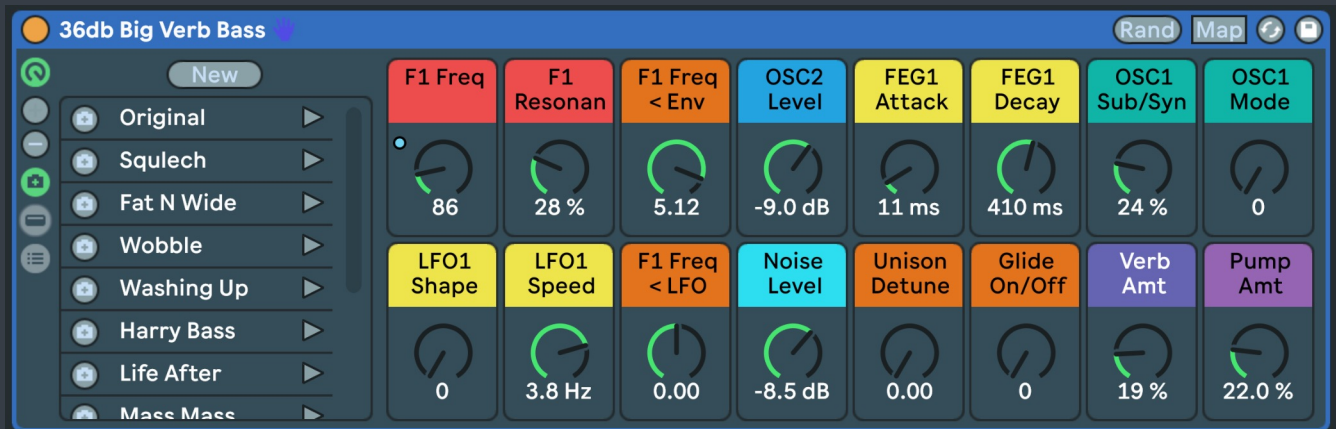 36db Big Verb Bass
Rand Map
New
Original
Squlech
Fat N Wide
Wobble
Washing Up
Harry Bass
Life After
Mass Mass
F1 Freq
86
F1
Resonan
28 %
F1 Freq
< Env
5.12
OSC2
Level
-9.0 dB
FEG1
Attack
11 ms
FEG1
Decay
410 ms
OSC1
Sub/Syn
24 %
OSC1
Mode
0
LFO1
Shape
0
LFO1
Speed
3.8 Hz
F1 Freq
< LFO
0.00
Noise
Level
-8.5 dB
Unison
Detune
0.00
Glide
On/Off
0
Verb
Amt
19 %
Pump
Amt
22.0 %